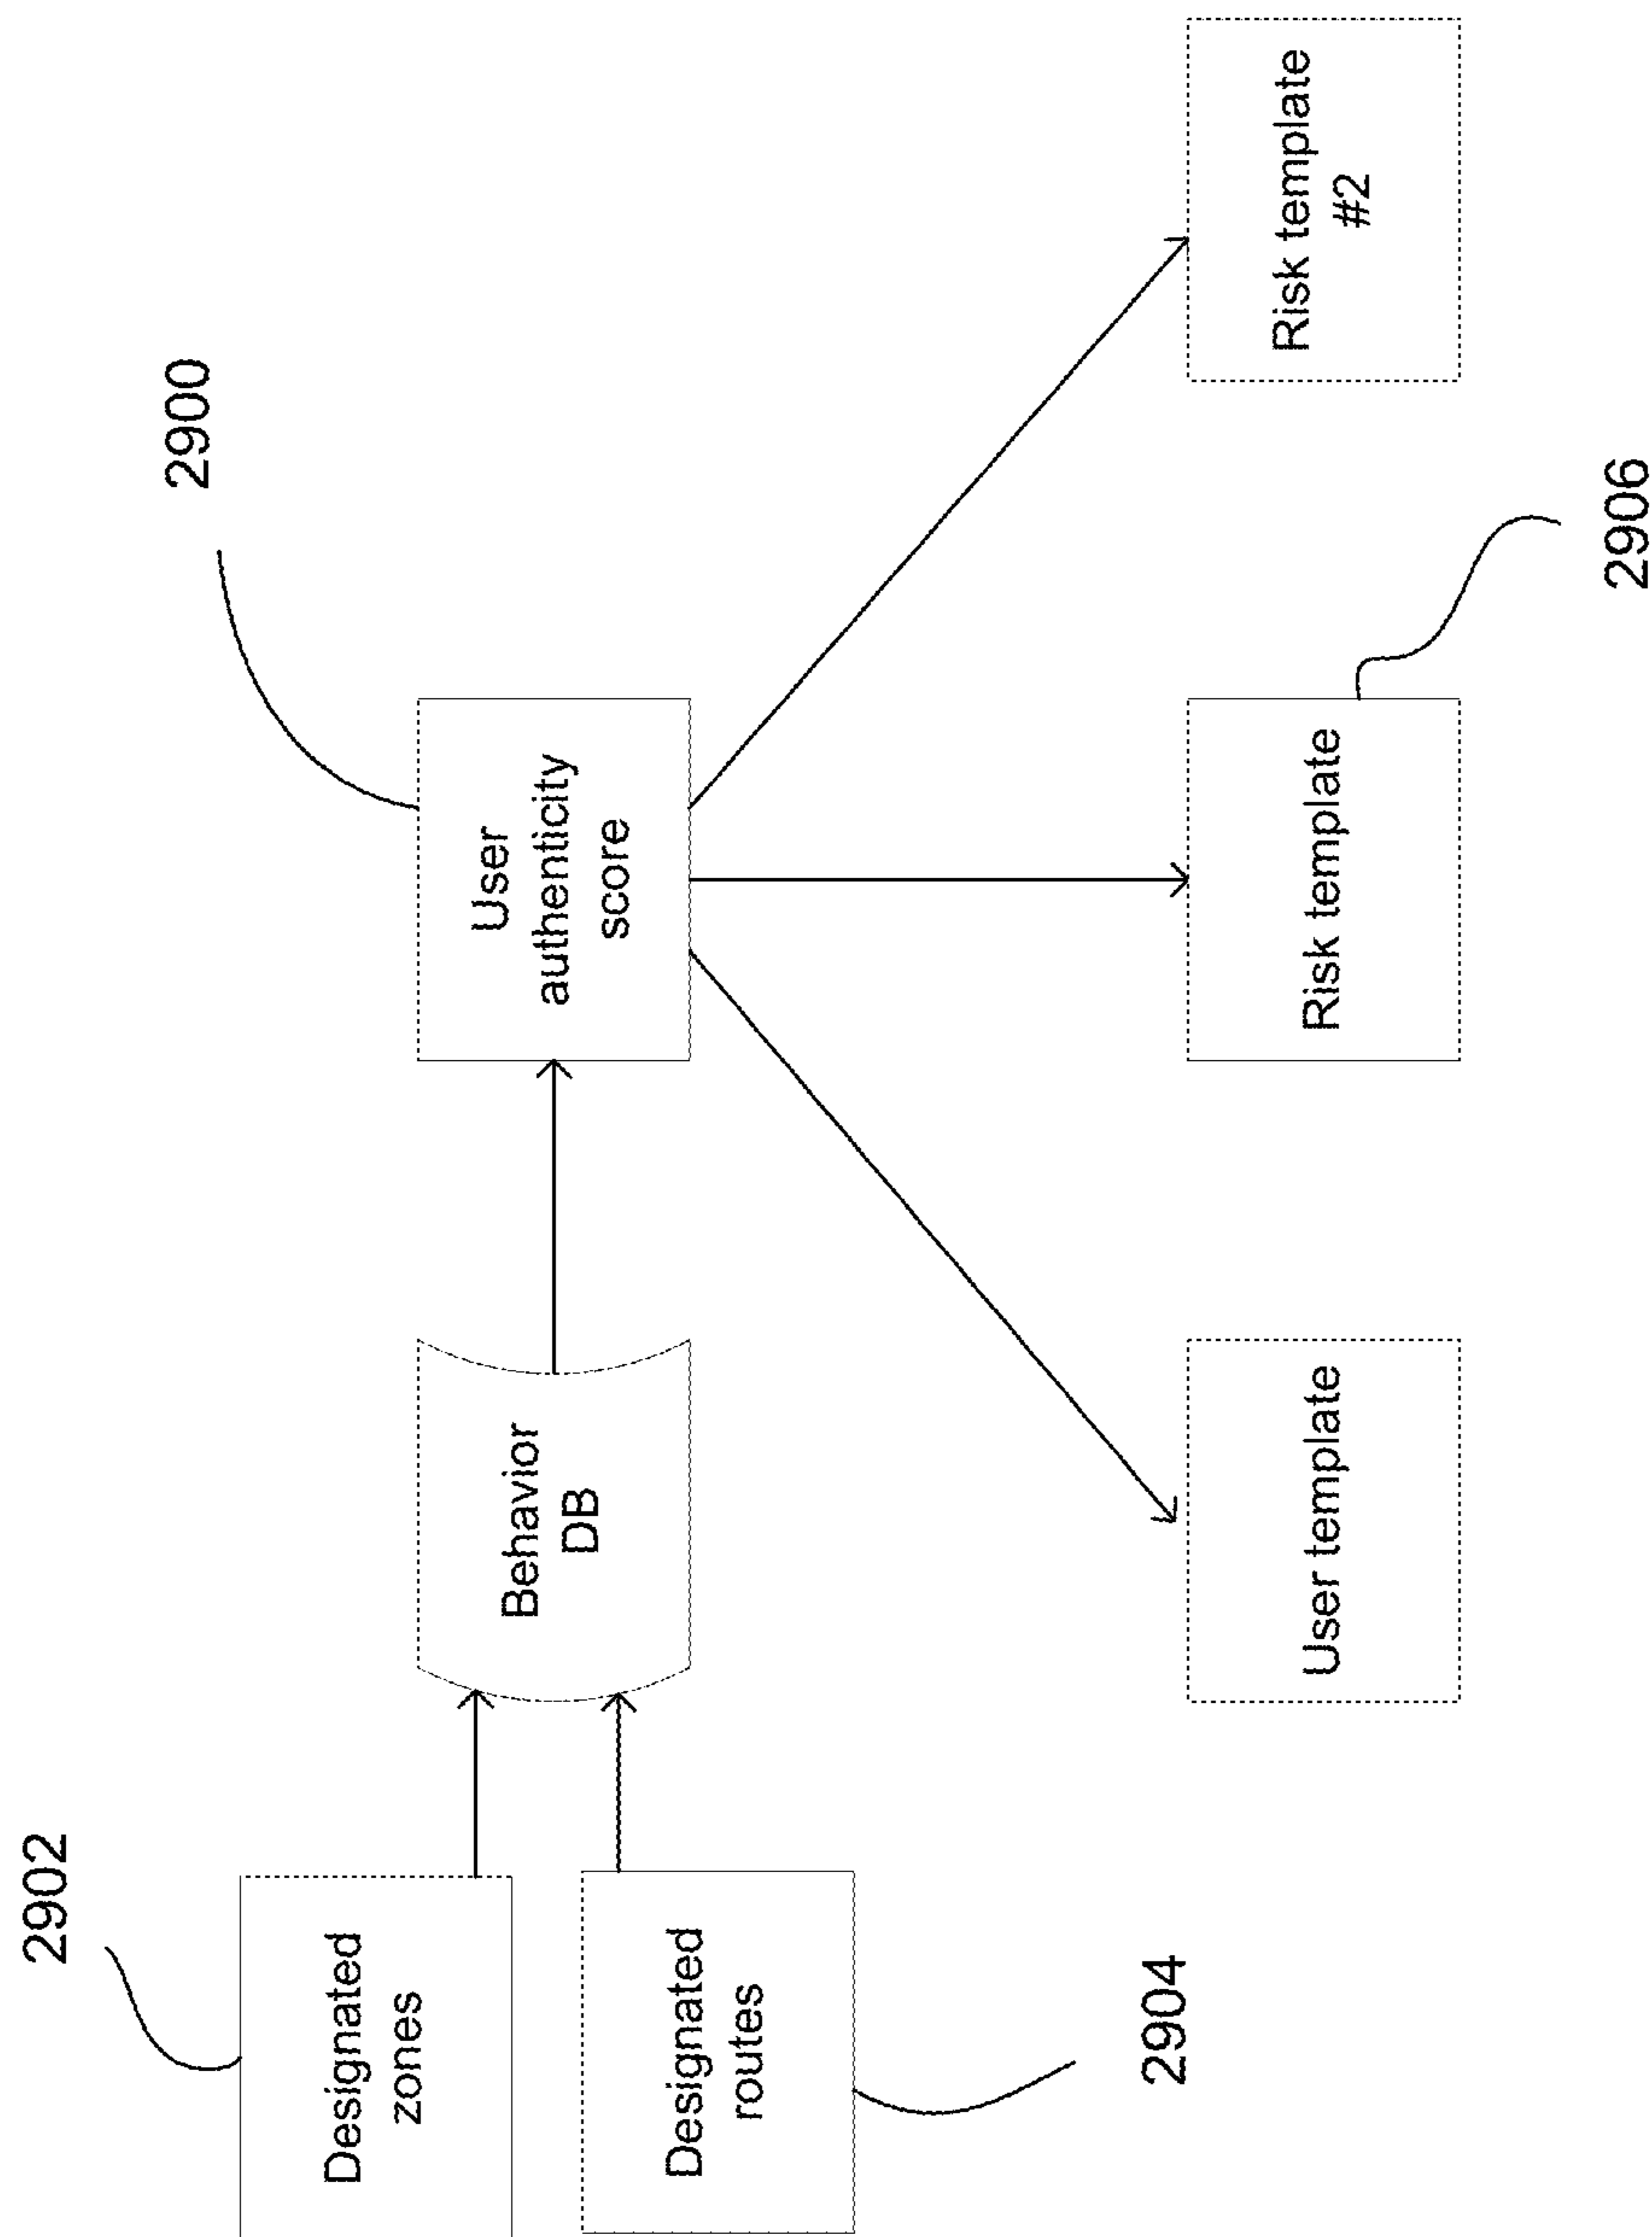 2902
Designated
zones
Designated
routes
2904
Behavior
DB
2900
User
authenticity
score
User template
Risk template
2906
Risk template
#2